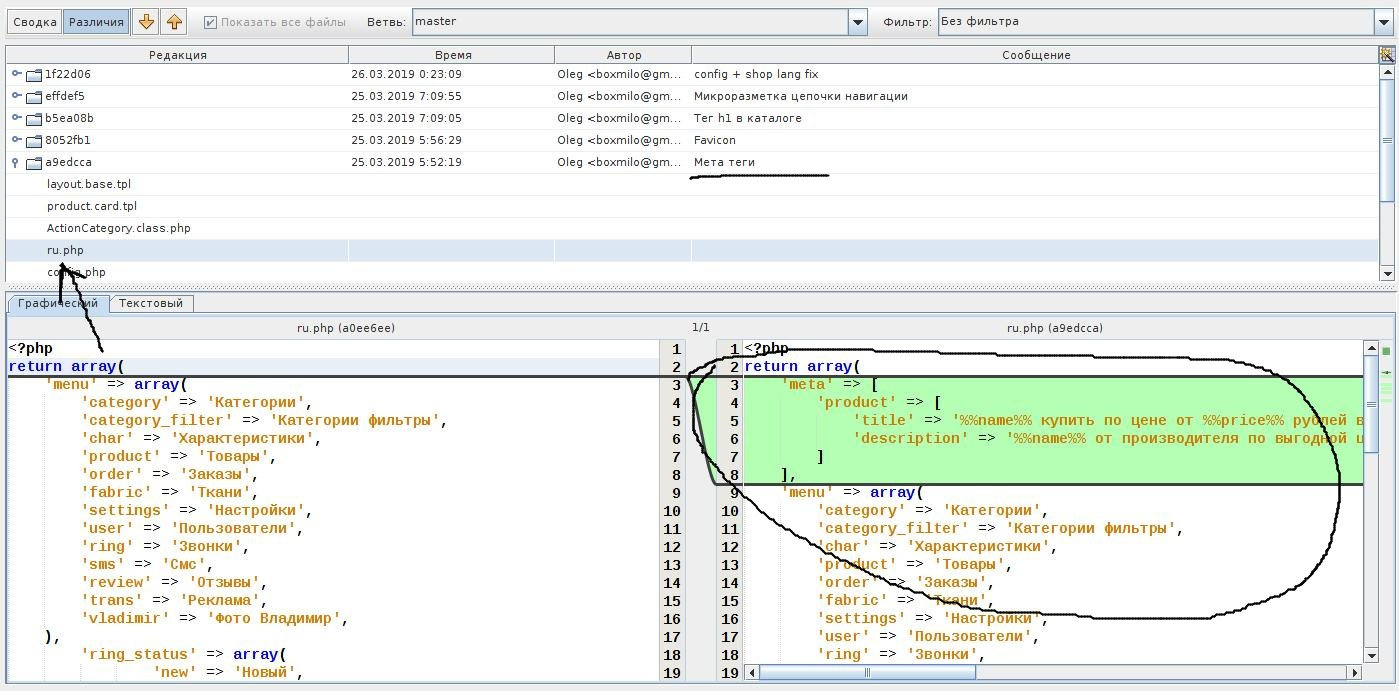 Сводка Различия Показать все файлы Ветвь: master Фильтр: Без фильтра
Редакция Время Автор Сообщение
1f22d06 26.03.2019 0:23:09 Oleg <boxmilo@gm... config + shop lang fix
effdef5 25.03.2019 7:09:55 Oleg <boxmilo@gm... Микроразметка цепочки навигации
b5ea08b 25.03.2019 7:09:05 Oleg <boxmilo@gm... Тег h1 в каталоге
8052fb1 25.03.2019 5:56:29 Oleg <boxmilo@gm... Favicon
a9edcca 25.03.2019 5:52:19 Oleg <boxmilo@gm... Мета теги
layout.base.tpl
product.card.tpl
ActionCategory.class.php
ru.php
config.php
Графический Текстовый
ru.php (a0ee6ee) 1/1 ru.php (a9edcca)
<?php 1 1 <?php
return array( 2 2 return array(
'menu' => array( 3 3 'meta' => [
'category' => 'Категории', 4 4 'product' => [
'category_filter' => 'Категории фильтры', 5 5 'title' => '%%name%% купить по цене от %%price%% рублей в
'char' => 'Характеристики', 6 6 'description' => '%%name%% от производителя по выгодной ц
'product' => 'Товары', 7 7 ]
'order' => 'Заказы', 8 8 ],
'fabric' => 'Ткани', 9 9 'menu' => array(
'settings' => 'Настройки', 10 10 'category' => 'Категории',
'user' => 'Пользователи', 11 11 'category_filter' => 'Категории фильтры',
'ring' => 'Звонки', 12 12 'char' => 'Характеристики',
'sms' => 'Смс', 13 13 'product' => 'Товары',
'review' => 'Отзывы', 14 14 'order' => 'Заказы',
'trans' => 'Реклама', 15 15 'fabric' => 'Ткани',
'vladimir' => 'Фото Владимир', 16 16 'settings' => 'Настройки',
), 17 17 'user' => 'Пользователи',
'ring_status' => array( 18 18 'ring' => 'Звонки',
'new' => 'Новый', 19 19